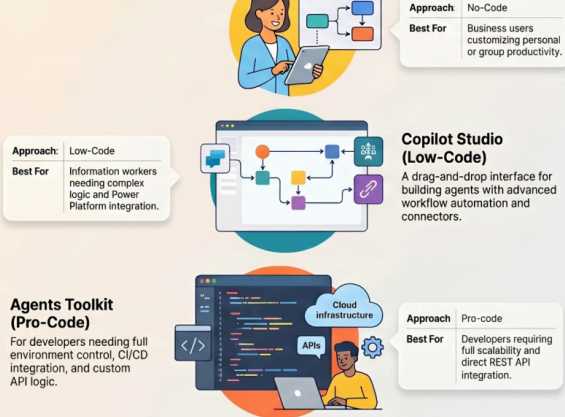 Approach: No-Code
Best For Business users
customizing personal
or group productivity.
Approach: Low-Code
Best For Information workers
needing complex
logic and Power
Platform integration.
Copilot Studio
(Low-Code)
A drag-and-drop interface for
building agents with advanced
workflow automation and
connectors.
Agents Toolkit
(Pro-Code)
For developers needing full
environment control, CI/CD
integration, and custom
API logic.
</>
Cloud
infrastructure
APIs
Approach Pro-code
Best For Developers requiring
full scalability and
direct REST API
integration.